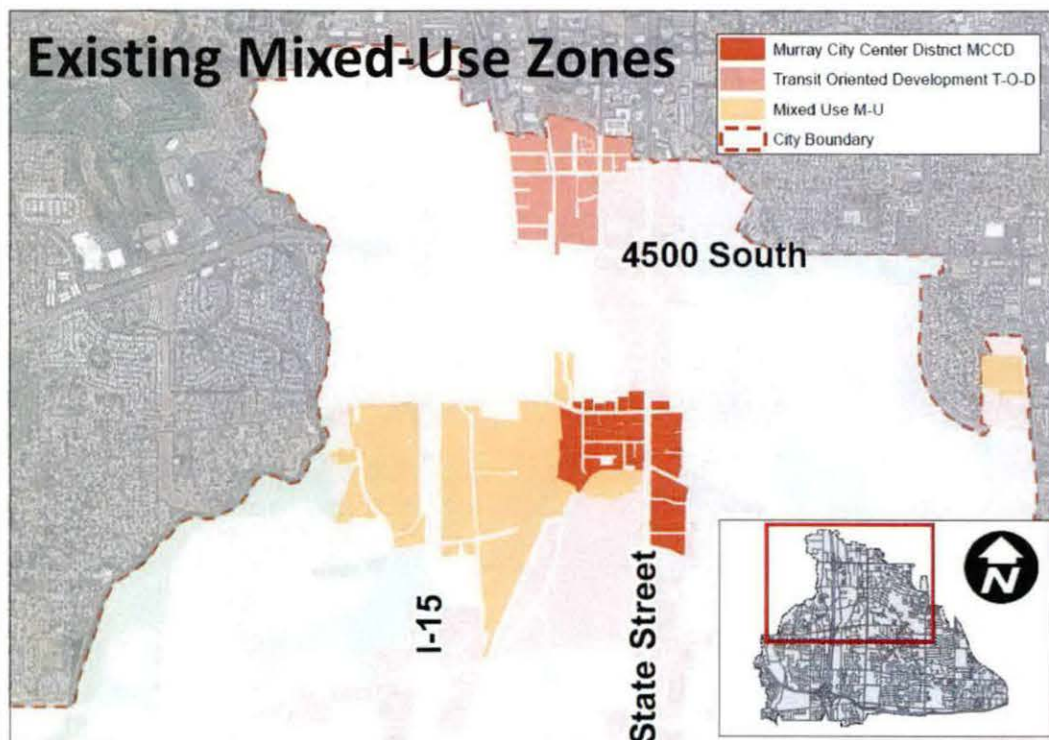 Existing Mixed-Use Zones
Murray City Center District MCCD
Transit Oriented Development T-O-D
Mixed Use M-U
City Boundary
4500 South
I-15
State Street
N